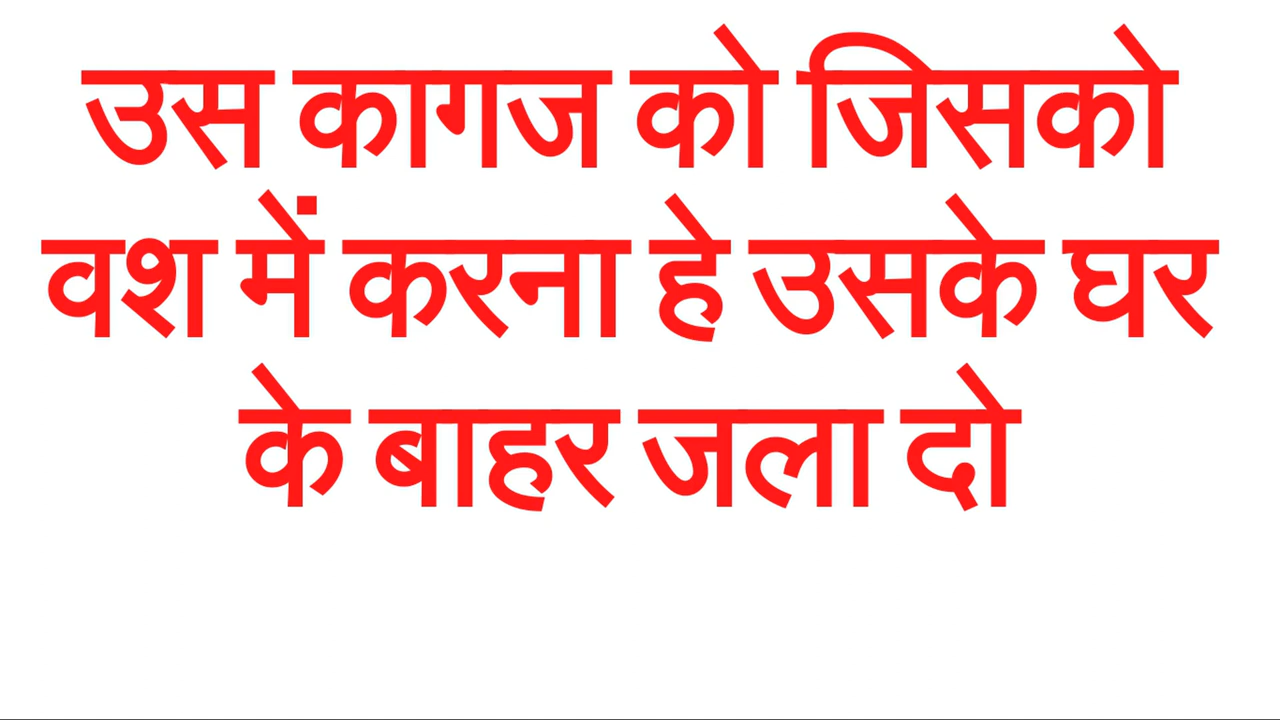 उस कागज को जिसको
वश में करना हे उसके घर
के बाहर जला दो